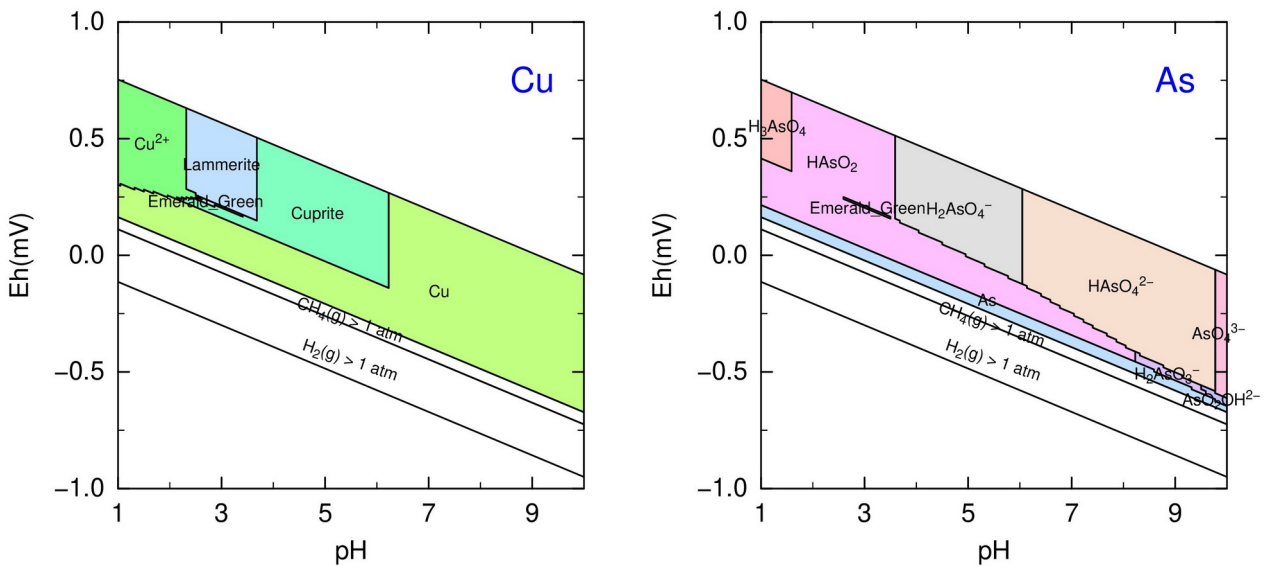 1.0
0.5
0.0
−0.5
−1.0
Eh(mV)
Cu
Cu²⁺
Lammerite
Emerald_Green
Cuprite
Cu
CH₄(g) > 1 atm
H₂(g) > 1 atm
1 3 5 7 9
pH
1.0
0.5
0.0
−0.5
−1.0
Eh(mV)
As
H₃AsO₄
HAsO₂
Emerald_Green
H₂AsO₄⁻
HAsO₄²⁻
As
CH₄(g) > 1 atm
AsO₄³⁻
H₂(g) > 1 atm
H₂AsO₃⁻
AsO₂OH²⁻
1 3 5 7 9
pH